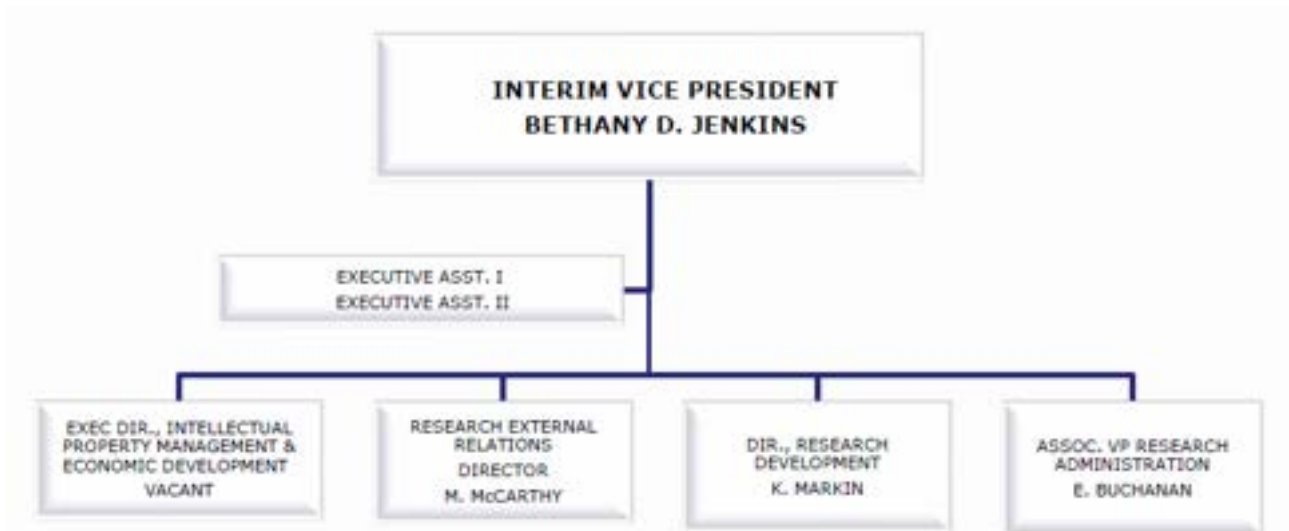 INTERIM VICE PRESIDENT
BETHANY D. JENKINS
EXECUTIVE ASST. I
EXECUTIVE ASST. II
EXEC DIR., INTELLECTUAL
PROPERTY MANAGEMENT &
ECONOMIC DEVELOPMENT
VACANT
RESEARCH EXTERNAL
RELATIONS
DIRECTOR
M. McCARTHY
DIR., RESEARCH
DEVELOPMENT
K. MARKIN
ASSOC. VP RESEARCH
ADMINISTRATION
E. BUCHANAN